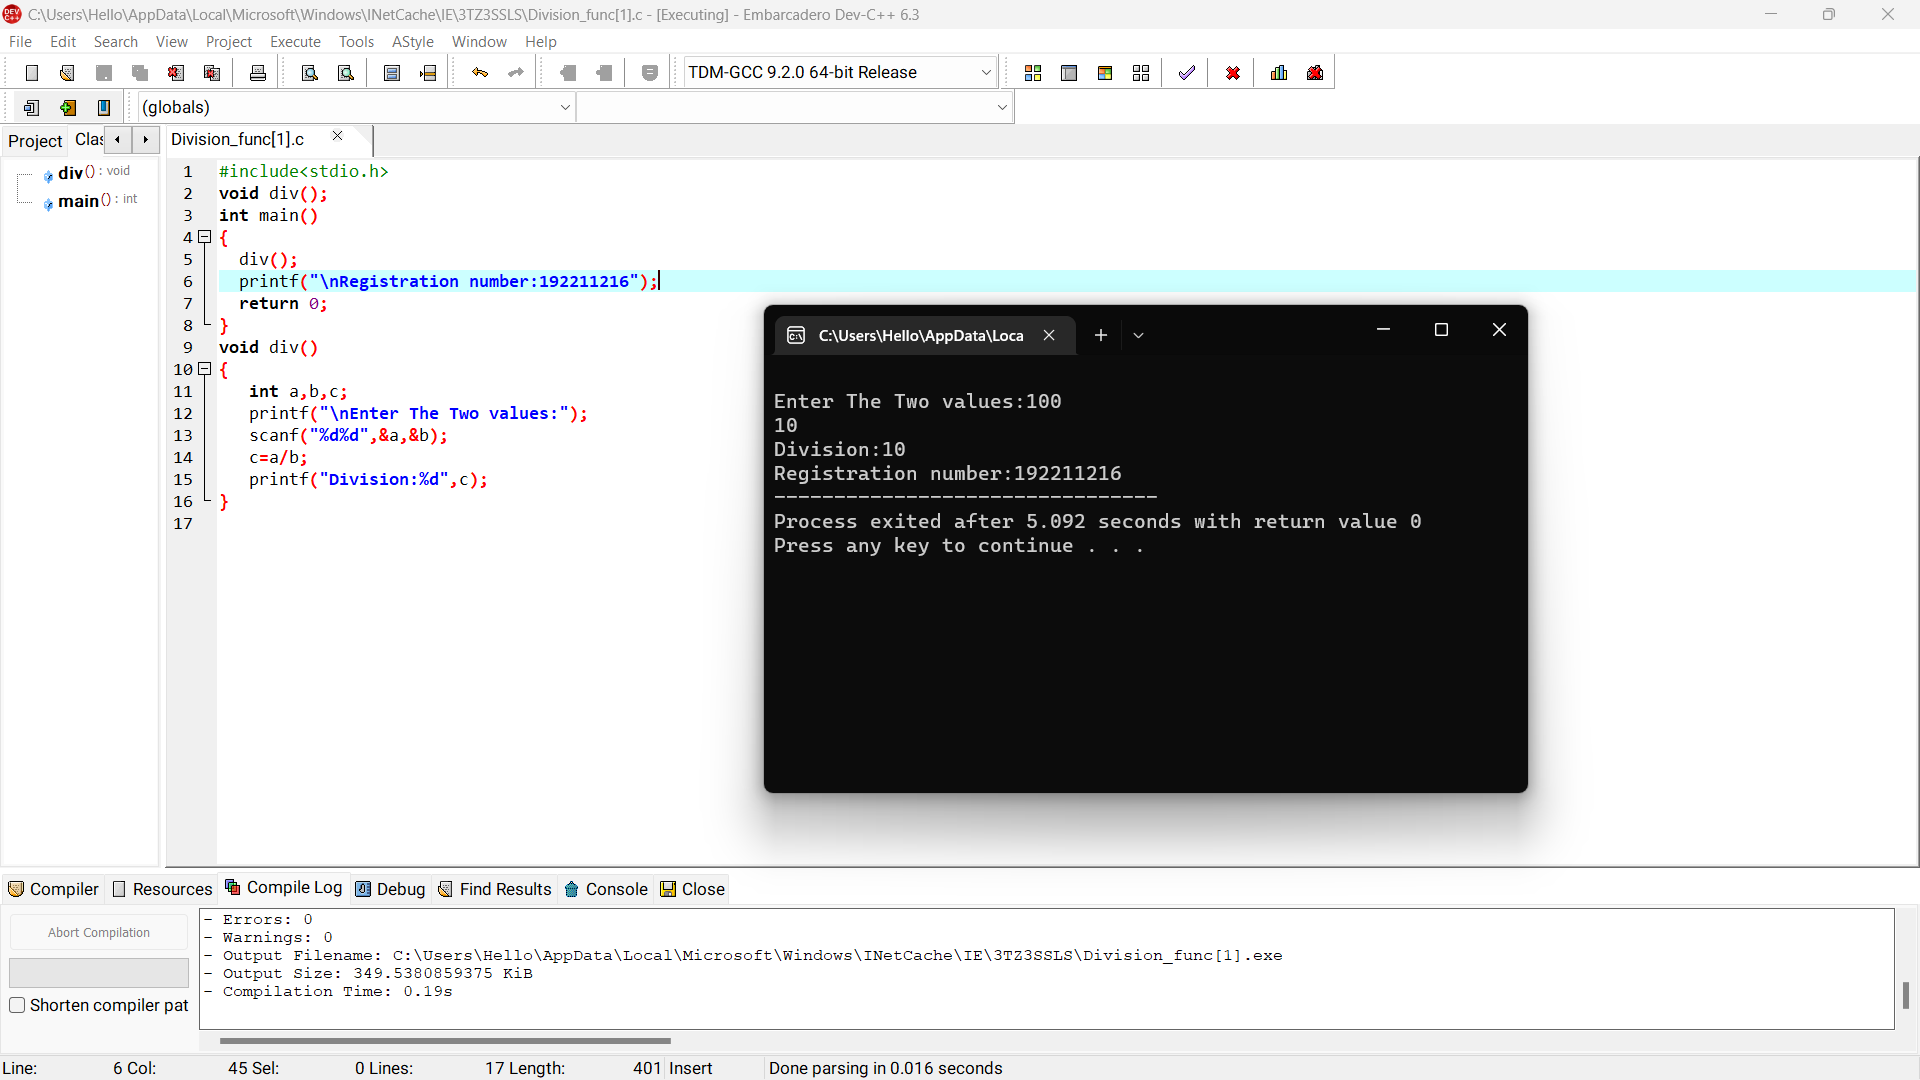 C:\Users\Hello\AppData\Local\Microsoft\Windows\INetCache\IE\3TZ3SSLS\Division_func[1].c - [Executing] - Embarcadero Dev-C++ 6.3
File Edit Search View Project Execute Tools AStyle Window Help
TDM-GCC 9.2.0 64-bit Release
(globals)
Project Clas Division_func[1].c
div() : void
main() : int
1 #include<stdio.h>
2 void div();
3 int main()
4 {
5 div();
6 printf("\nRegistration number:192211216");
7 return 0;
8 }
9 void div()
10 {
11 int a,b,c;
12 printf("\nEnter The Two values:");
13 scanf("%d%d",&a,&b);
14 c=a/b;
15 printf("Division:%d",c);
16 }
17
C:\Users\Hello\AppData\Loca
Enter The Two values:100
10
Division:10
Registration number:192211216
--------------------------------
Process exited after 5.092 seconds with return value 0
Press any key to continue . . .
Compiler Resources Compile Log Debug Find Results Console Close
Abort Compilation
Shorten compiler pat
- Errors: 0
- Warnings: 0
- Output Filename: C:\Users\Hello\AppData\Local\Microsoft\Windows\INetCache\IE\3TZ3SSLS\Division_func[1].exe
- Output Size: 349.5380859375 KiB
- Compilation Time: 0.19s
Line: 6 Col: 45 Sel: 0 Lines: 17 Length: 401 Insert Done parsing in 0.016 seconds